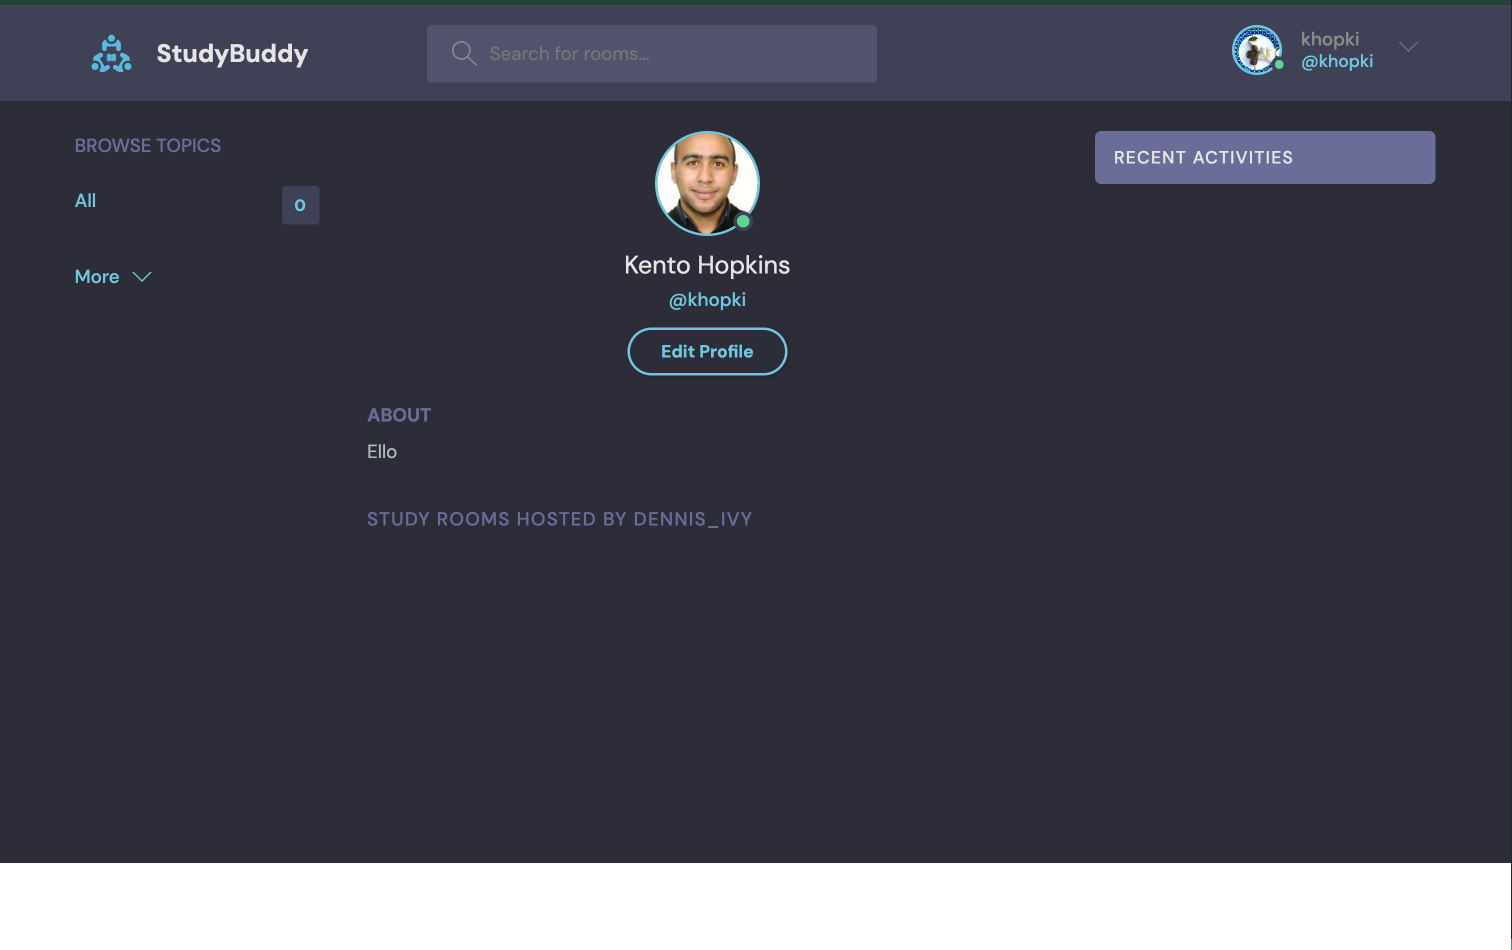 StudyBuddy
Search for rooms...
khopki
@khopki
BROWSE TOPICS
All
0
More
Kento Hopkins
@khopki
Edit Profile
ABOUT
Ello
STUDY ROOMS HOSTED BY DENNIS_IVY
RECENT ACTIVITIES